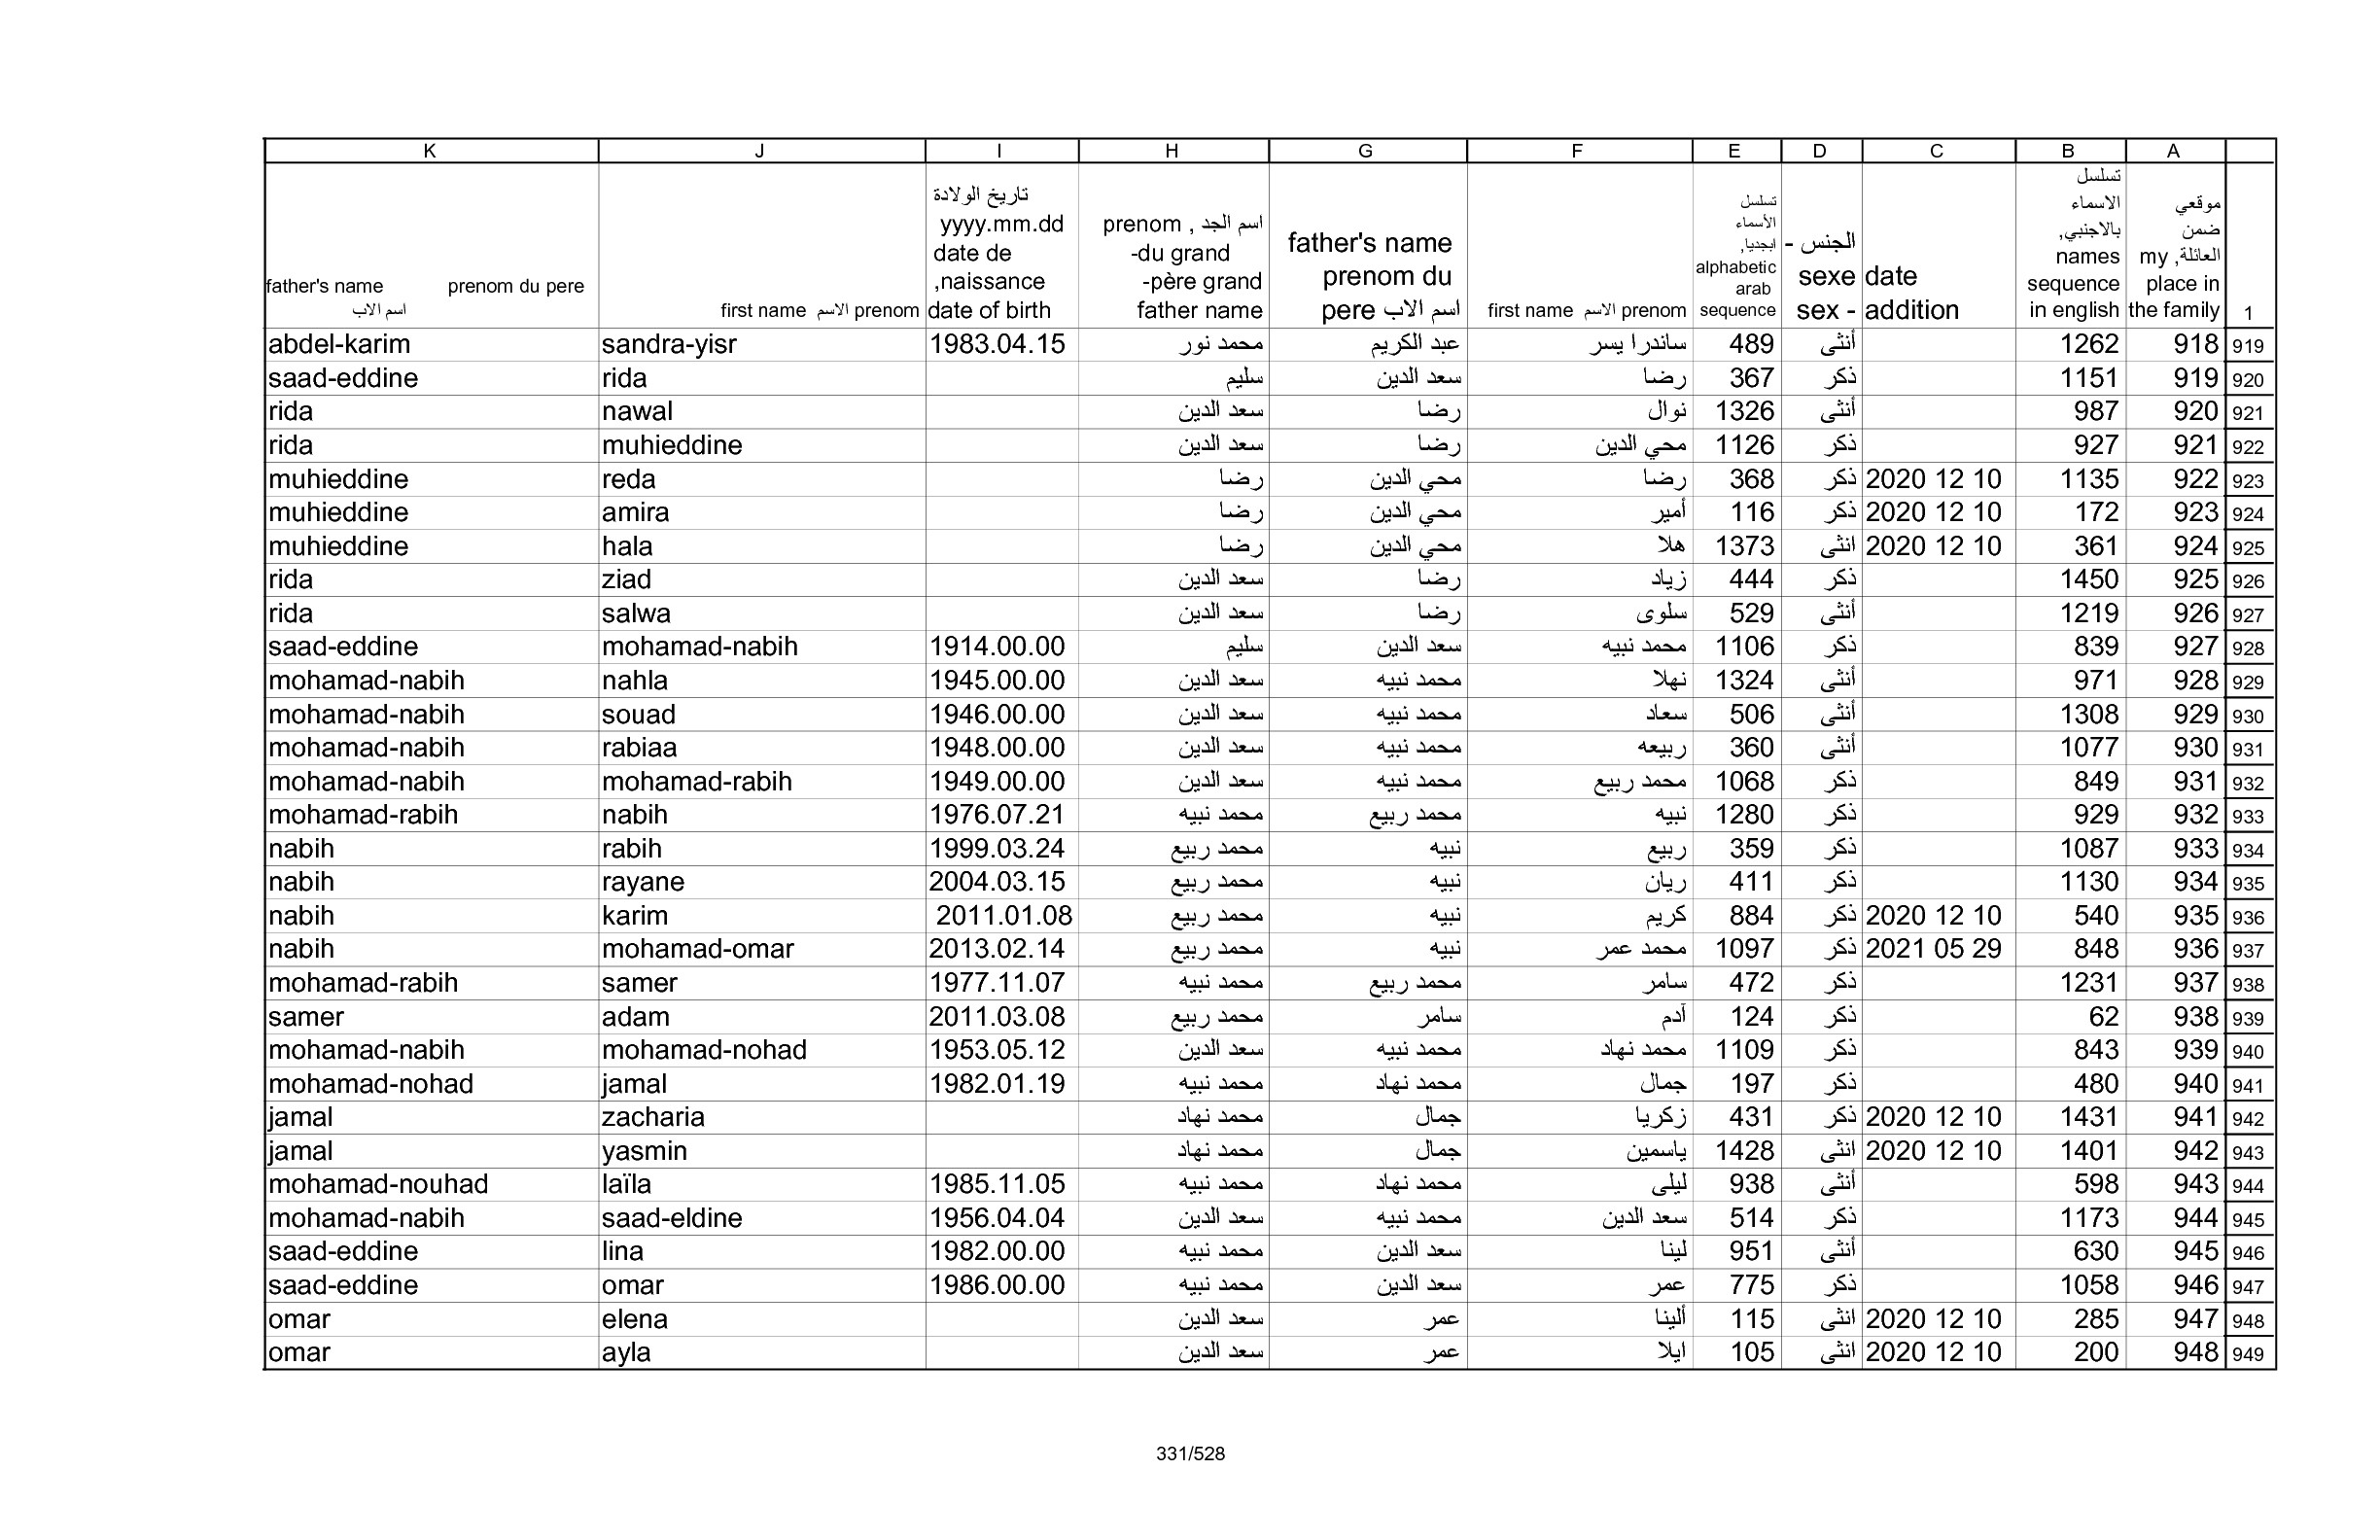 K J I H G F E D C B A
father's name prenom du pere اسم الاب
first name الاسم prenom
تاريخ الولادة yyyy.mm.dd date de ,naissance date of birth
prenom , اسم الجد -du grand -père grand father name
father's name prenom du pere اسم الاب
first name الاسم prenom
تسلسل الأسماء ابجديا, alphabetic arab sequence
الجنس - sexe sex -
date addition
تسلسل الاسماء بالاجنبي, names sequence in english
موقعي ضمن العائلة, my place in the family
1
abdel-karim sandra-yisr 1983.04.15 محمد نور عبد الكريم ساندرا يسر 489 أنثى 1262 918 919
saad-eddine rida سليم سعد الدين رضا 367 ذكر 1151 919 920
rida nawal سعد الدين رضا نوال 1326 أنثى 987 920 921
rida muhieddine سعد الدين رضا محي الدين 1126 ذكر 927 921 922
muhieddine reda رضا محي الدين رضا 368 ذكر 2020 12 10 1135 922 923
muhieddine amira رضا محي الدين أمير 116 ذكر 2020 12 10 172 923 924
muhieddine hala رضا محي الدين هلا 1373 انثى 2020 12 10 361 924 925
rida ziad سعد الدين رضا زياد 444 ذكر 1450 925 926
rida salwa سعد الدين رضا سلوى 529 أنثى 1219 926 927
saad-eddine mohamad-nabih 1914.00.00 سليم سعد الدين محمد نبيه 1106 ذكر 839 927 928
mohamad-nabih nahla 1945.00.00 سعد الدين محمد نبيه نهلا 1324 أنثى 971 928 929
mohamad-nabih souad 1946.00.00 سعد الدين محمد نبيه سعاد 506 أنثى 1308 929 930
mohamad-nabih rabiaa 1948.00.00 سعد الدين محمد نبيه ربيعه 360 أنثى 1077 930 931
mohamad-nabih mohamad-rabih 1949.00.00 سعد الدين محمد نبيه محمد ربيع 1068 ذكر 849 931 932
mohamad-rabih nabih 1976.07.21 محمد نبيه محمد ربيع نبيه 1280 ذكر 929 932 933
nabih rabih 1999.03.24 محمد ربيع نبيه ربيع 359 ذكر 1087 933 934
nabih rayane 2004.03.15 محمد ربيع نبيه ريان 411 ذكر 1130 934 935
nabih karim 2011.01.08 محمد ربيع نبيه كريم 884 ذكر 2020 12 10 540 935 936
nabih mohamad-omar 2013.02.14 محمد ربيع نبيه محمد عمر 1097 ذكر 2021 05 29 848 936 937
mohamad-rabih samer 1977.11.07 محمد نبيه محمد ربيع سامر 472 ذكر 1231 937 938
samer adam 2011.03.08 محمد ربيع سامر آدم 124 ذكر 62 938 939
mohamad-nabih mohamad-nohad 1953.05.12 سعد الدين محمد نبيه محمد نهاد 1109 ذكر 843 939 940
mohamad-nohad jamal 1982.01.19 محمد نبيه محمد نهاد جمال 197 ذكر 480 940 941
jamal zacharia محمد نهاد جمال زكريا 431 ذكر 2020 12 10 1431 941 942
jamal yasmin محمد نهاد جمال ياسمين 1428 انثى 2020 12 10 1401 942 943
mohamad-nouhad laïla 1985.11.05 محمد نبيه محمد نهاد ليلى 938 أنثى 598 943 944
mohamad-nabih saad-eldine 1956.04.04 سعد الدين محمد نبيه سعد الدين 514 ذكر 1173 944 945
saad-eddine lina 1982.00.00 محمد نبيه سعد الدين لينا 951 أنثى 630 945 946
saad-eddine omar 1986.00.00 محمد نبيه سعد الدين عمر 775 ذكر 1058 946 947
omar elena سعد الدين عمر ألينا 115 انثى 2020 12 10 285 947 948
omar ayla سعد الدين عمر ايلا 105 انثى 2020 12 10 200 948 949
331/528